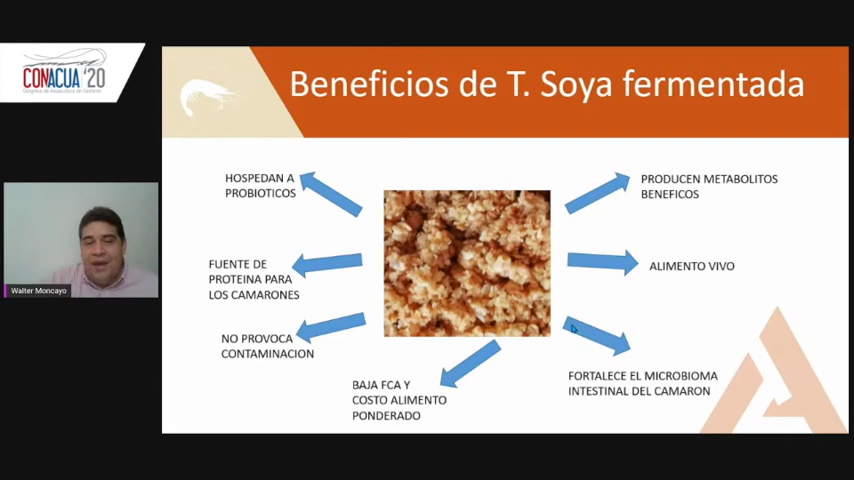 CONACUA '20
Congreso de Acuacultura de Camarón
Beneficios de T. Soya fermentada
HOSPEDAN A
PROBIOTICOS
PRODUCEN METABOLITOS
BENEFICOS
FUENTE DE
PROTEINA PARA
LOS CAMARONES
ALIMENTO VIVO
NO PROVOCA
CONTAMINACION
BAJA FCA Y
COSTO ALIMENTO
PONDERADO
FORTALECE EL MICROBIOMA
INTESTINAL DEL CAMARON
Walter Moncayo